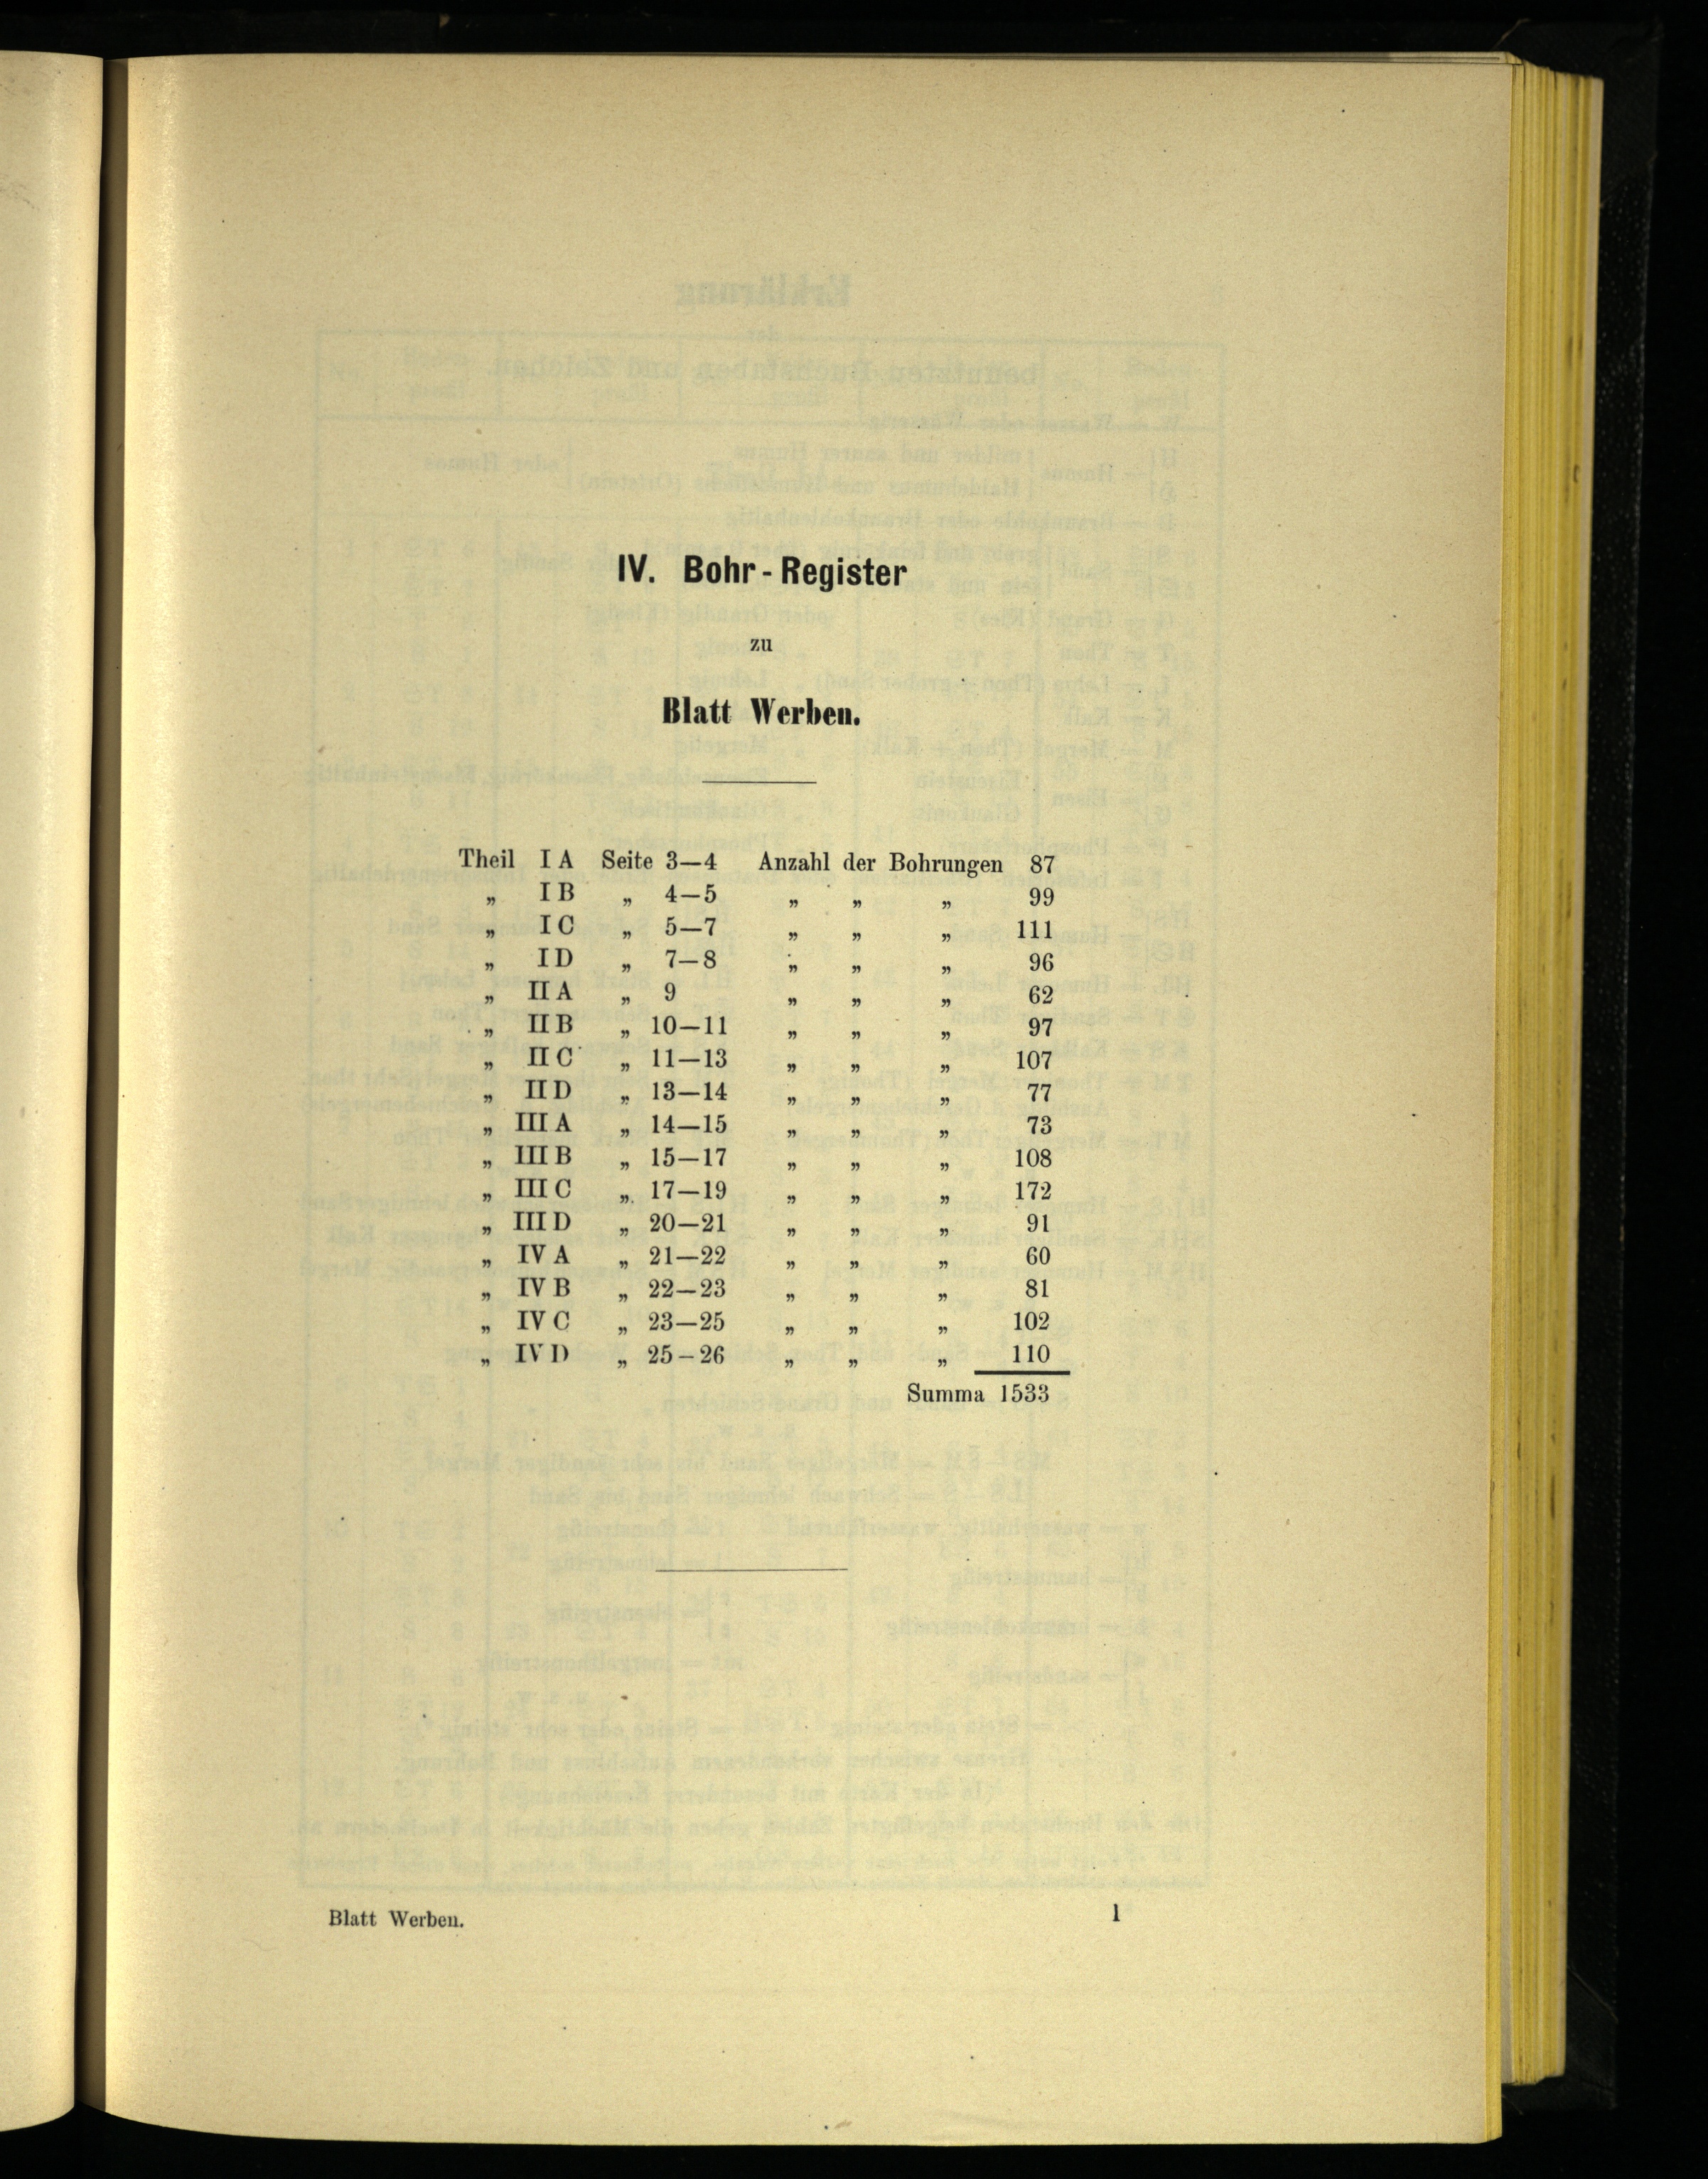 IV. Bohr-Register
zu
Blatt Werben.
Theil I A Seite 3—4 Anzahl der Bohrungen 87
„ I B „ 4—5 „ „ „ 99
„ I C „ 5—7 „ „ „ 111
„ I D „ 7—8 „ „ „ 96
„ II A „ 9 „ „ „ 62
„ II B „ 10—11 „ „ „ 97
„ II C „ 11—13 „ „ „ 107
„ II D „ 13—14 „ „ „ 77
„ III A „ 14—15 „ „ „ 73
„ III B „ 15—17 „ „ „ 108
„ III C „ 17—19 „ „ „ 172
„ III D „ 20—21 „ „ „ 91
„ IV A „ 21—22 „ „ „ 60
„ IV B „ 22—23 „ „ „ 81
„ IV C „ 23—25 „ „ „ 102
„ IV D „ 25—26 „ „ „ 110
Summa 1533
Blatt Werben. 1